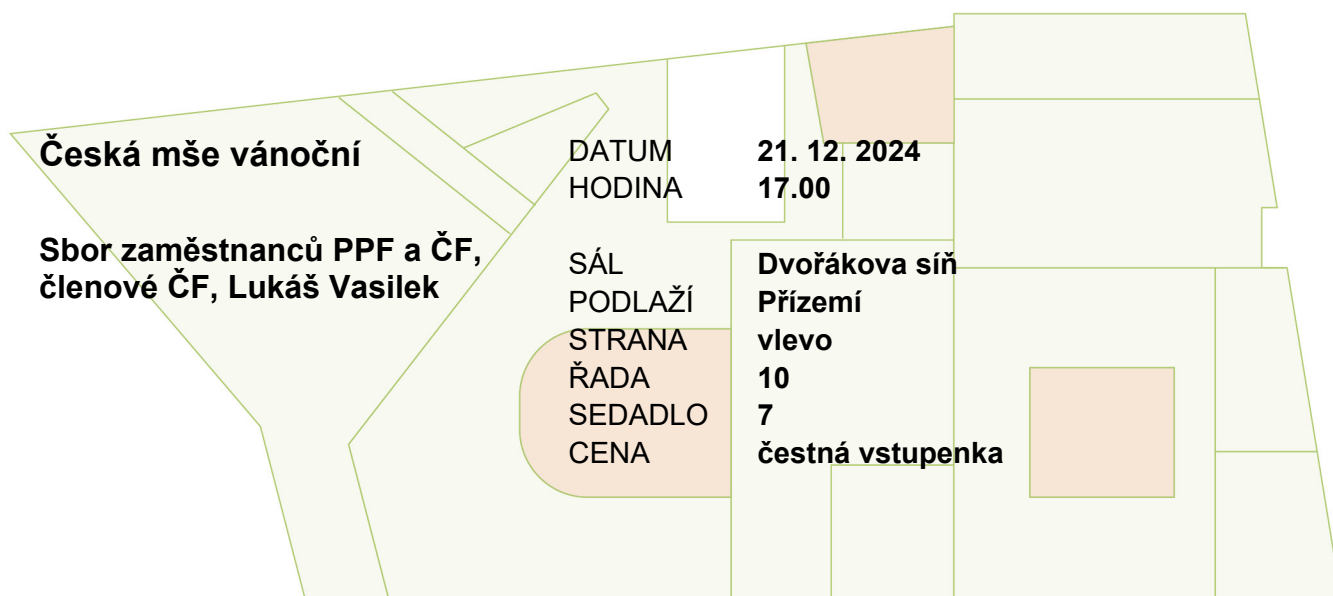 Česká mše vánoční
Sbor zaměstnanců PPF a ČF,
členové ČF, Lukáš Vasilek
DATUM 21. 12. 2024
HODINA 17.00
SÁL Dvořákova síň
PODLAŽÍ Přízemí
STRANA vlevo
ŘADA 10
SEDADLO 7
CENA čestná vstupenka